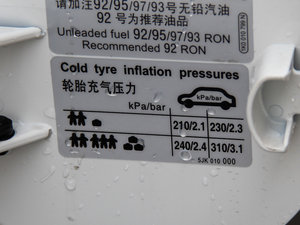 请加注92/95/97/93号无铅汽油
92 号为推荐油品
Unleaded fuel 92/95/97/93 RON
Recommended 92 RON
Cold tyre inflation pressures
轮胎充气压力
kPa/bar
kPa/bar
210/2.1 230/2.3
240/2.4 310/3.1
5JK 010 000